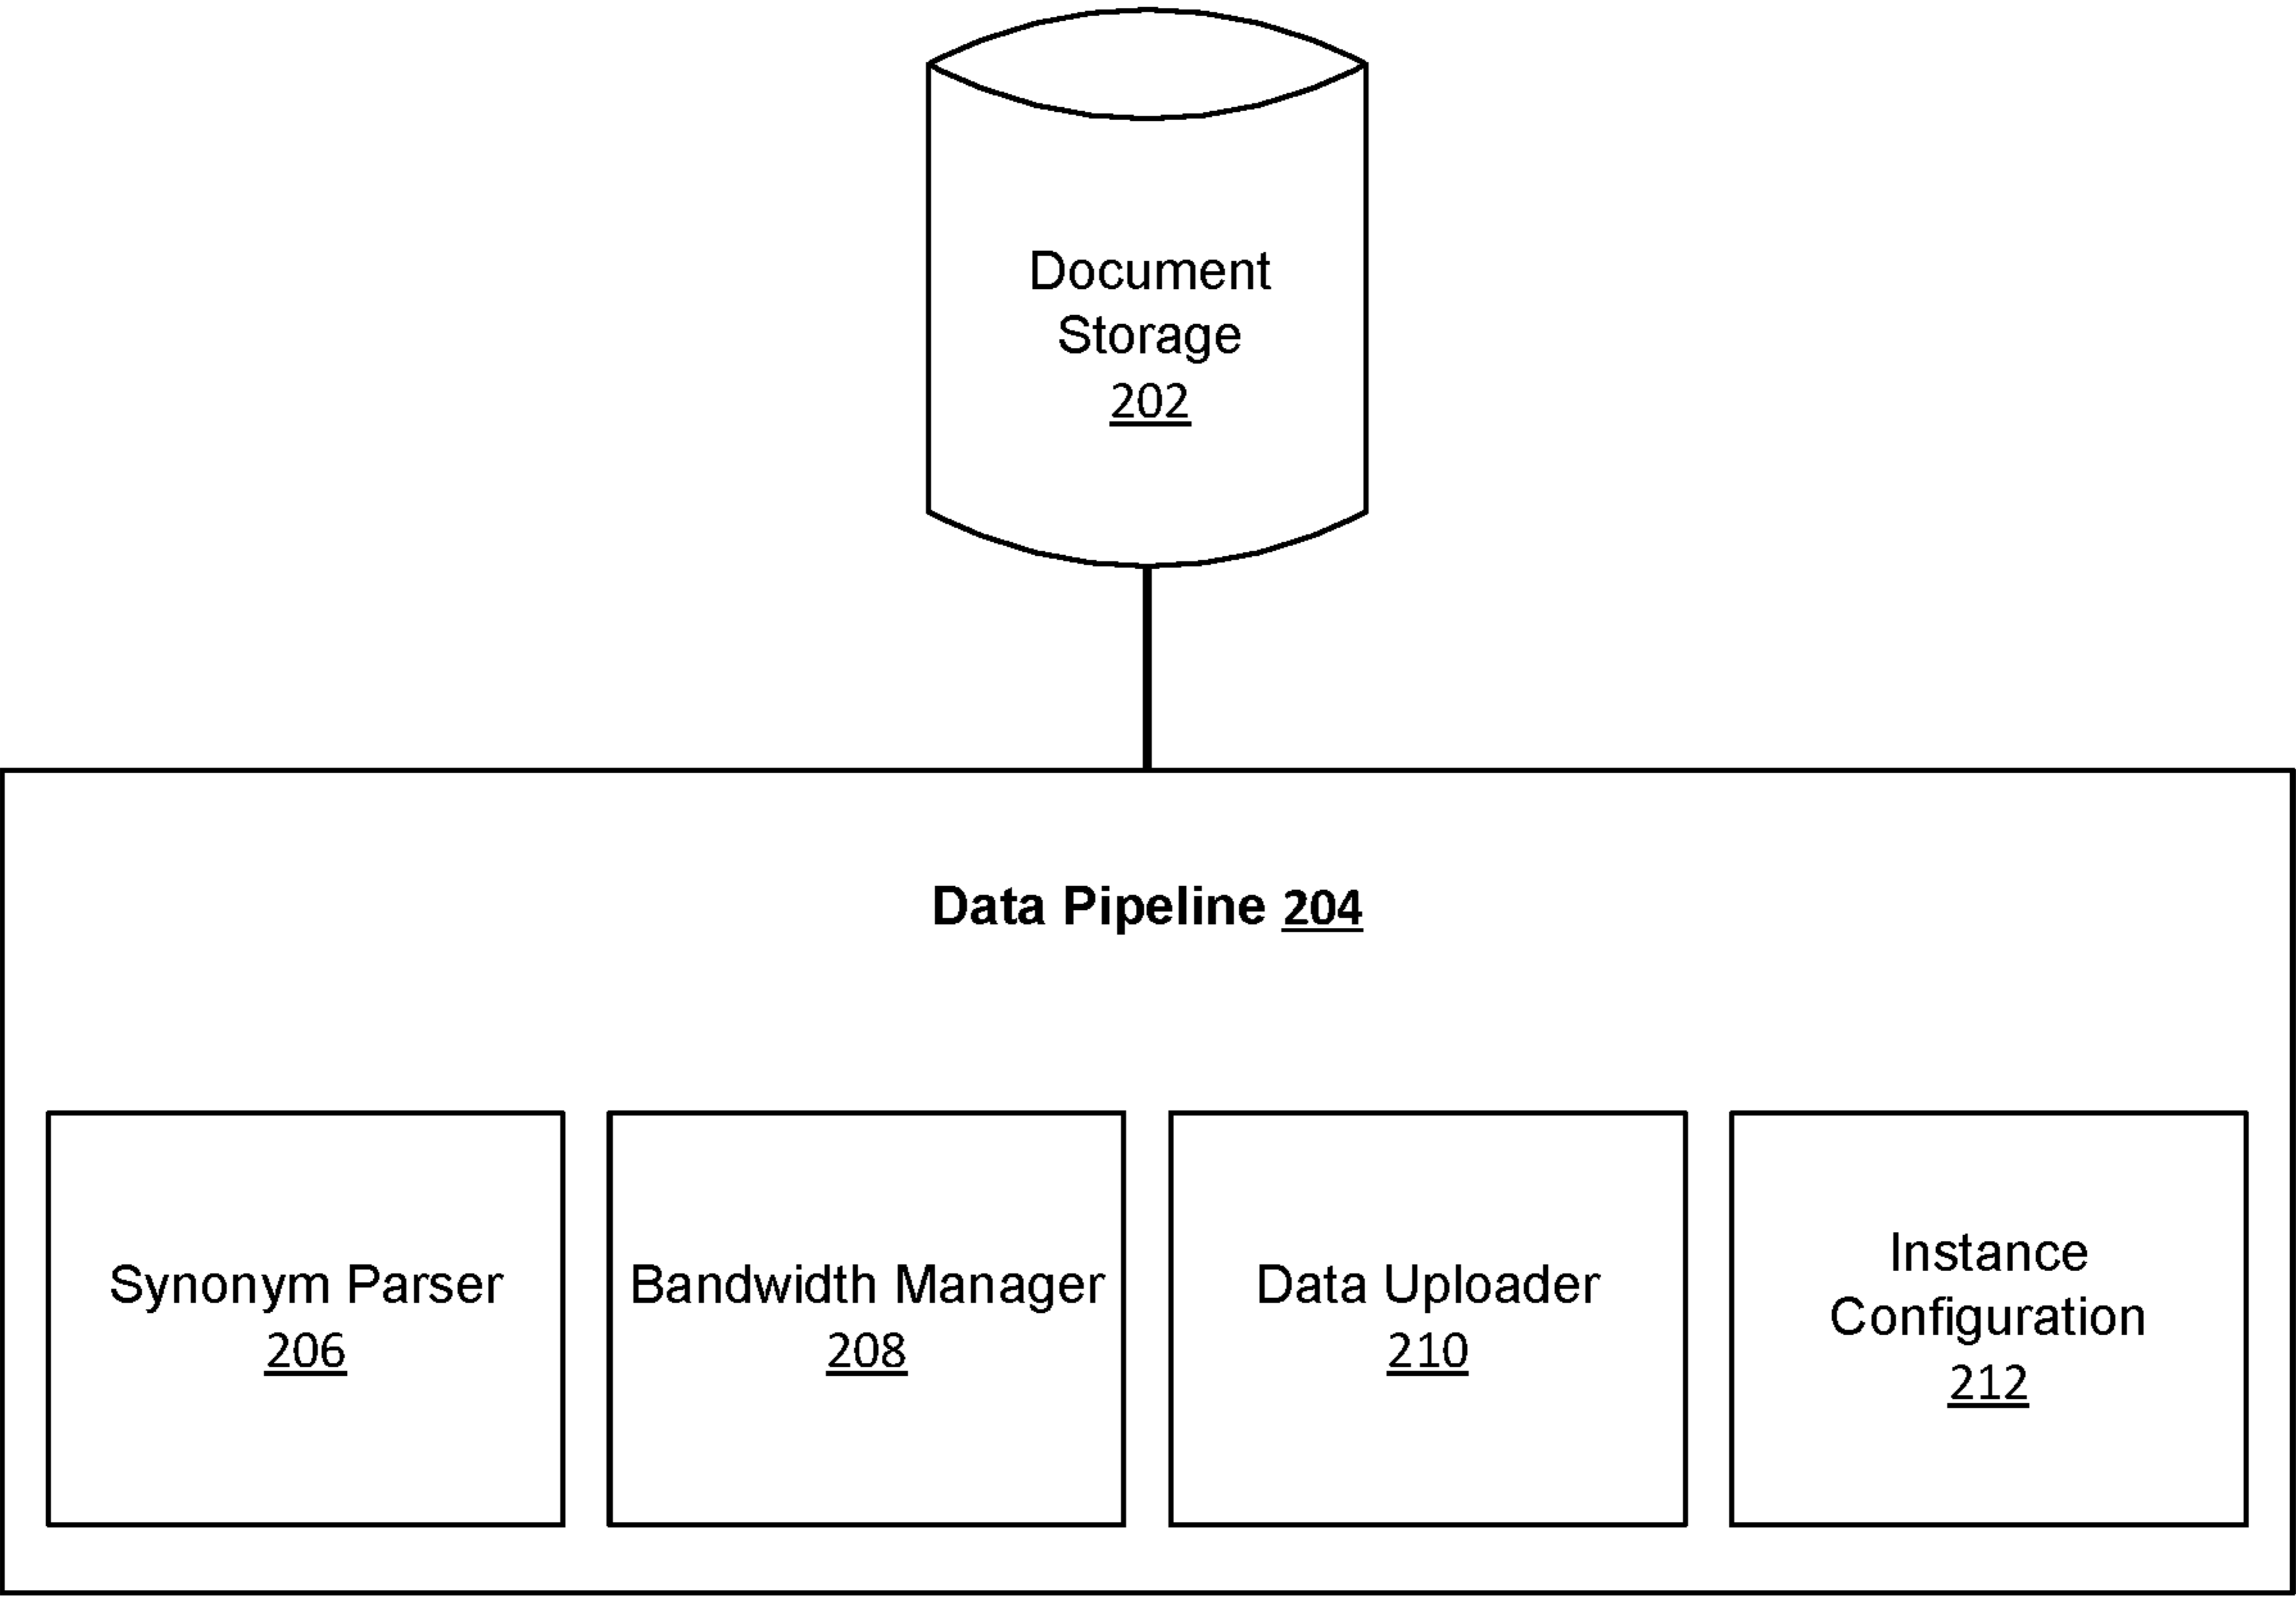 Document
Storage
202
Data Pipeline 204
Synonym Parser
206
Bandwidth Manager
208
Data Uploader
210
Instance
Configuration
212